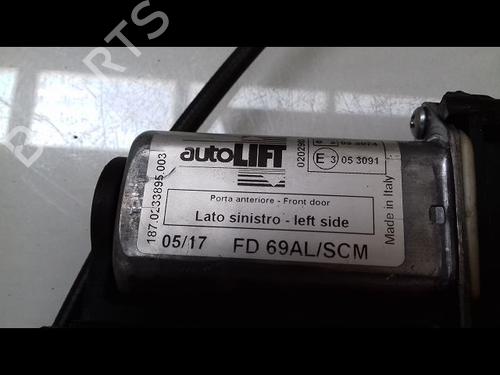 PARTS
autoLIFT
E 3 05 3091
Porta anteriore - Front door
Lato sinistro - left side
05/17 FD 69AL/SCM
187.0233895.003
Made in Italy